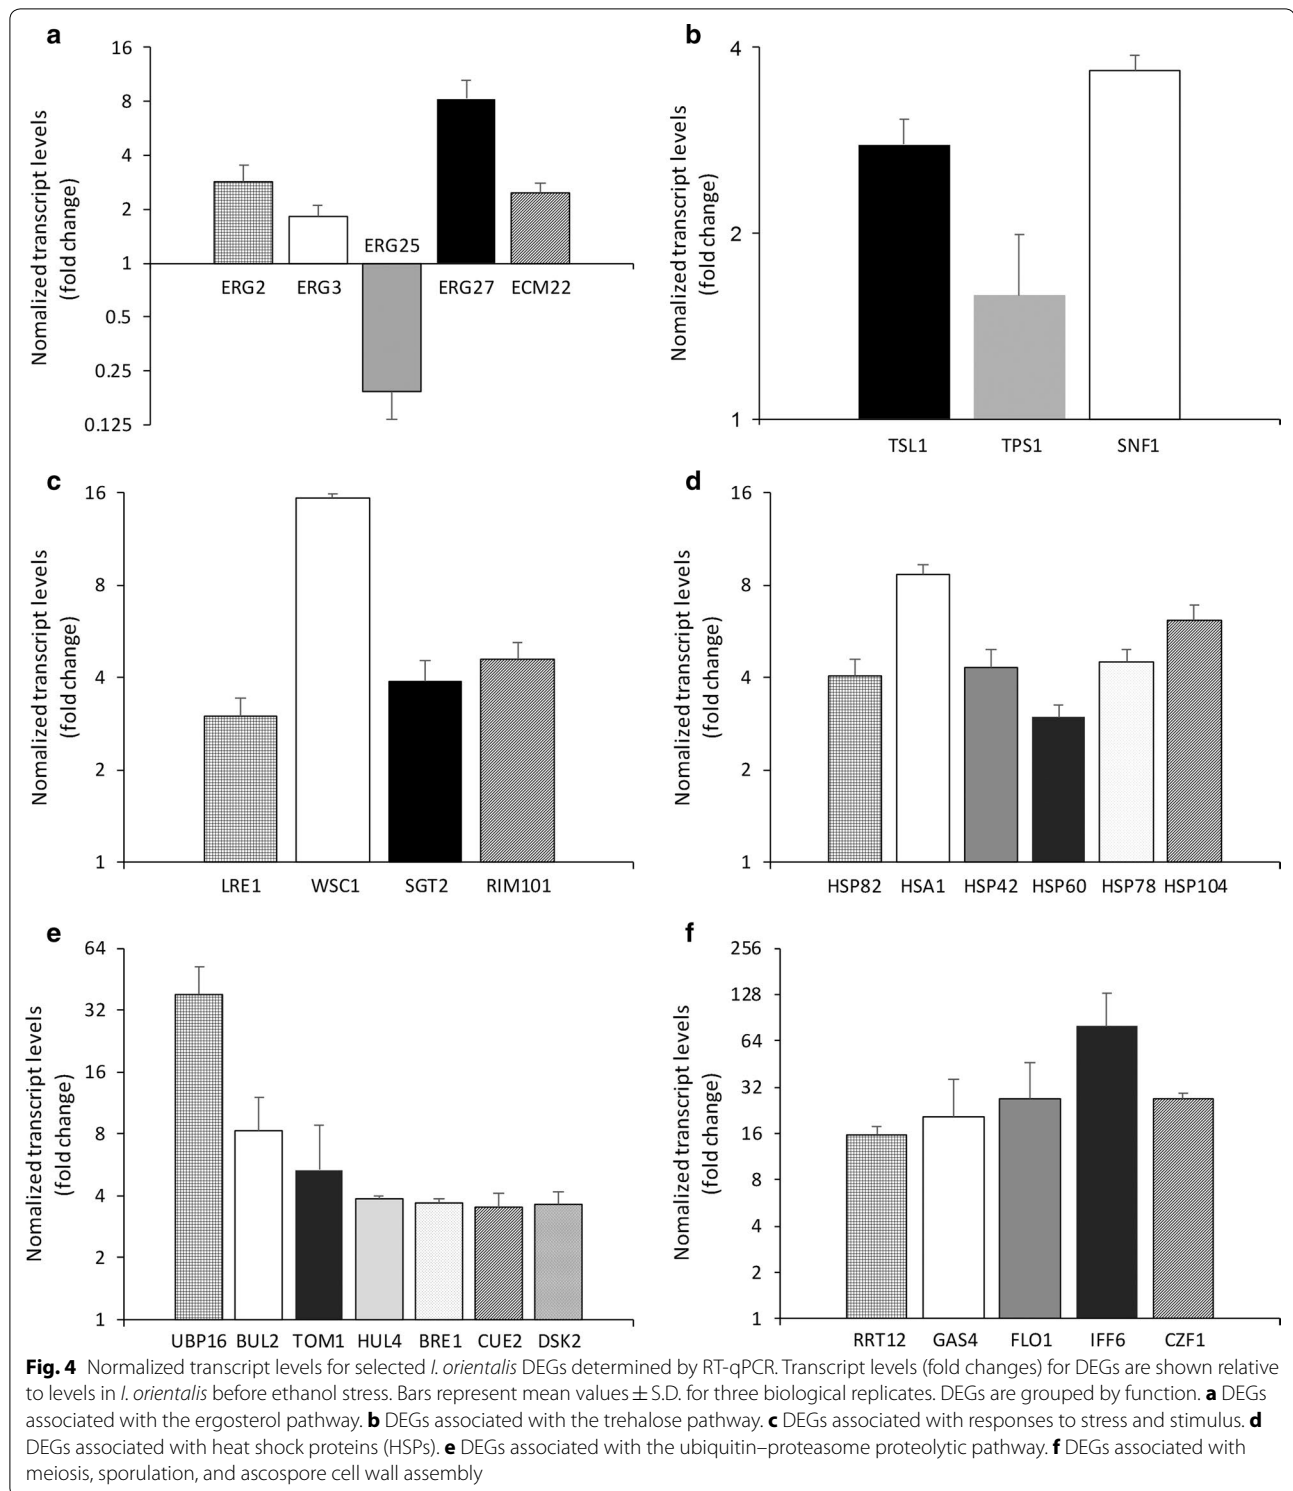 a
16
8
4
2
1
0.5
0.25
0.125
Nomalized transcript levels
(fold change)
ERG25
ERG2 ERG3 ERG27 ECM22
b
4
2
1
Nomalized transcript levels
(fold change)
TSL1 TPS1 SNF1
c
16
8
4
2
1
Nomalized transcript levels
(fold change)
LRE1 WSC1 SGT2 RIM101
d
16
8
4
2
1
Nomalized transcript levels
(fold change)
HSP82 HSA1 HSP42 HSP60 HSP78 HSP104
e
64
32
16
8
4
2
1
Nomalized transcript levels
(fold change)
UBP16 BUL2 TOM1 HUL4 BRE1 CUE2 DSK2
f
256
128
64
32
16
8
4
2
1
Nomalized transcript levels
(fold change)
RRT12 GAS4 FLO1 IFF6 CZF1
Fig. 4 Normalized transcript levels for selected I. orientalis DEGs determined by RT-qPCR. Transcript levels (fold changes) for DEGs are shown relative
to levels in I. orientalis before ethanol stress. Bars represent mean values ± S.D. for three biological replicates. DEGs are grouped by function. a DEGs
associated with the ergosterol pathway. b DEGs associated with the trehalose pathway. c DEGs associated with responses to stress and stimulus. d
DEGs associated with heat shock proteins (HSPs). e DEGs associated with the ubiquitin–proteasome proteolytic pathway. f DEGs associated with
meiosis, sporulation, and ascospore cell wall assembly